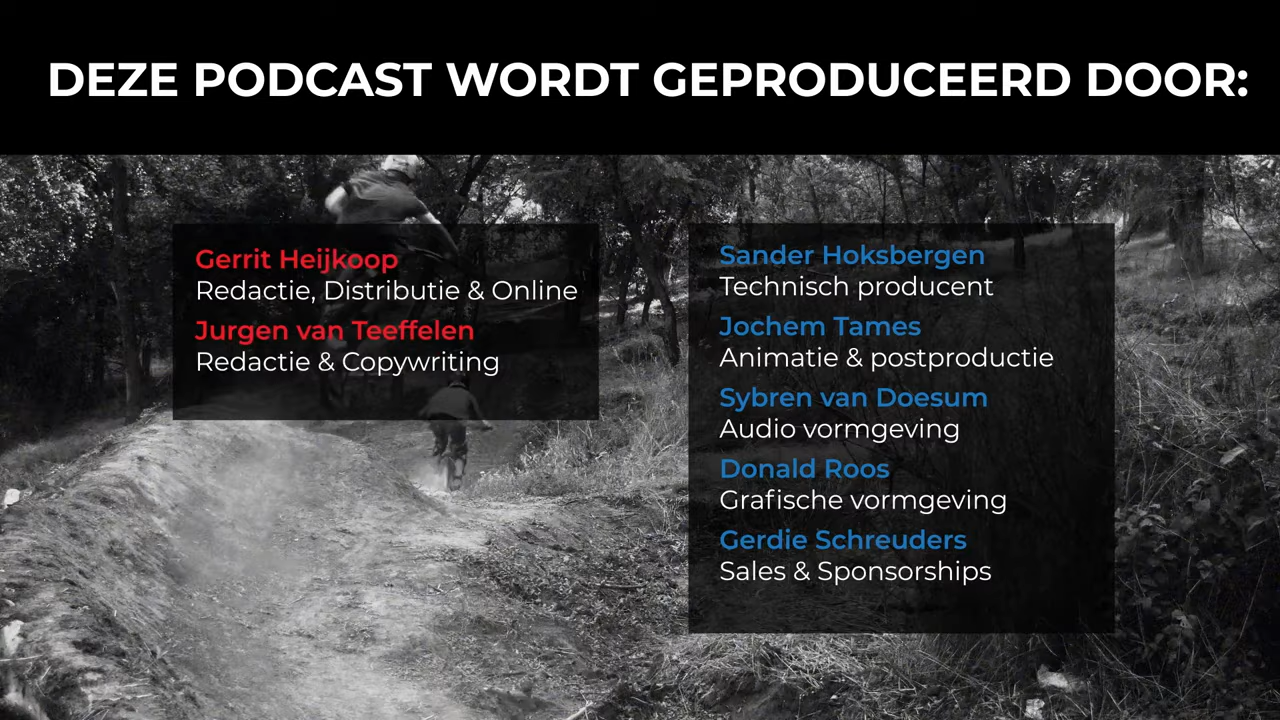 DEZE PODCAST WORDT GEPRODUCEERD DOOR:
Gerrit Heijkoop
Redactie, Distributie & Online
Jurgen van Teeffelen
Redactie & Copywriting
Sander Hoksbergen
Technisch producent
Jochem Tames
Animatie & postproductie
Sybren van Doesum
Audio vormgeving
Donald Roos
Grafische vormgeving
Gerdie Schreuders
Sales & Sponsorships